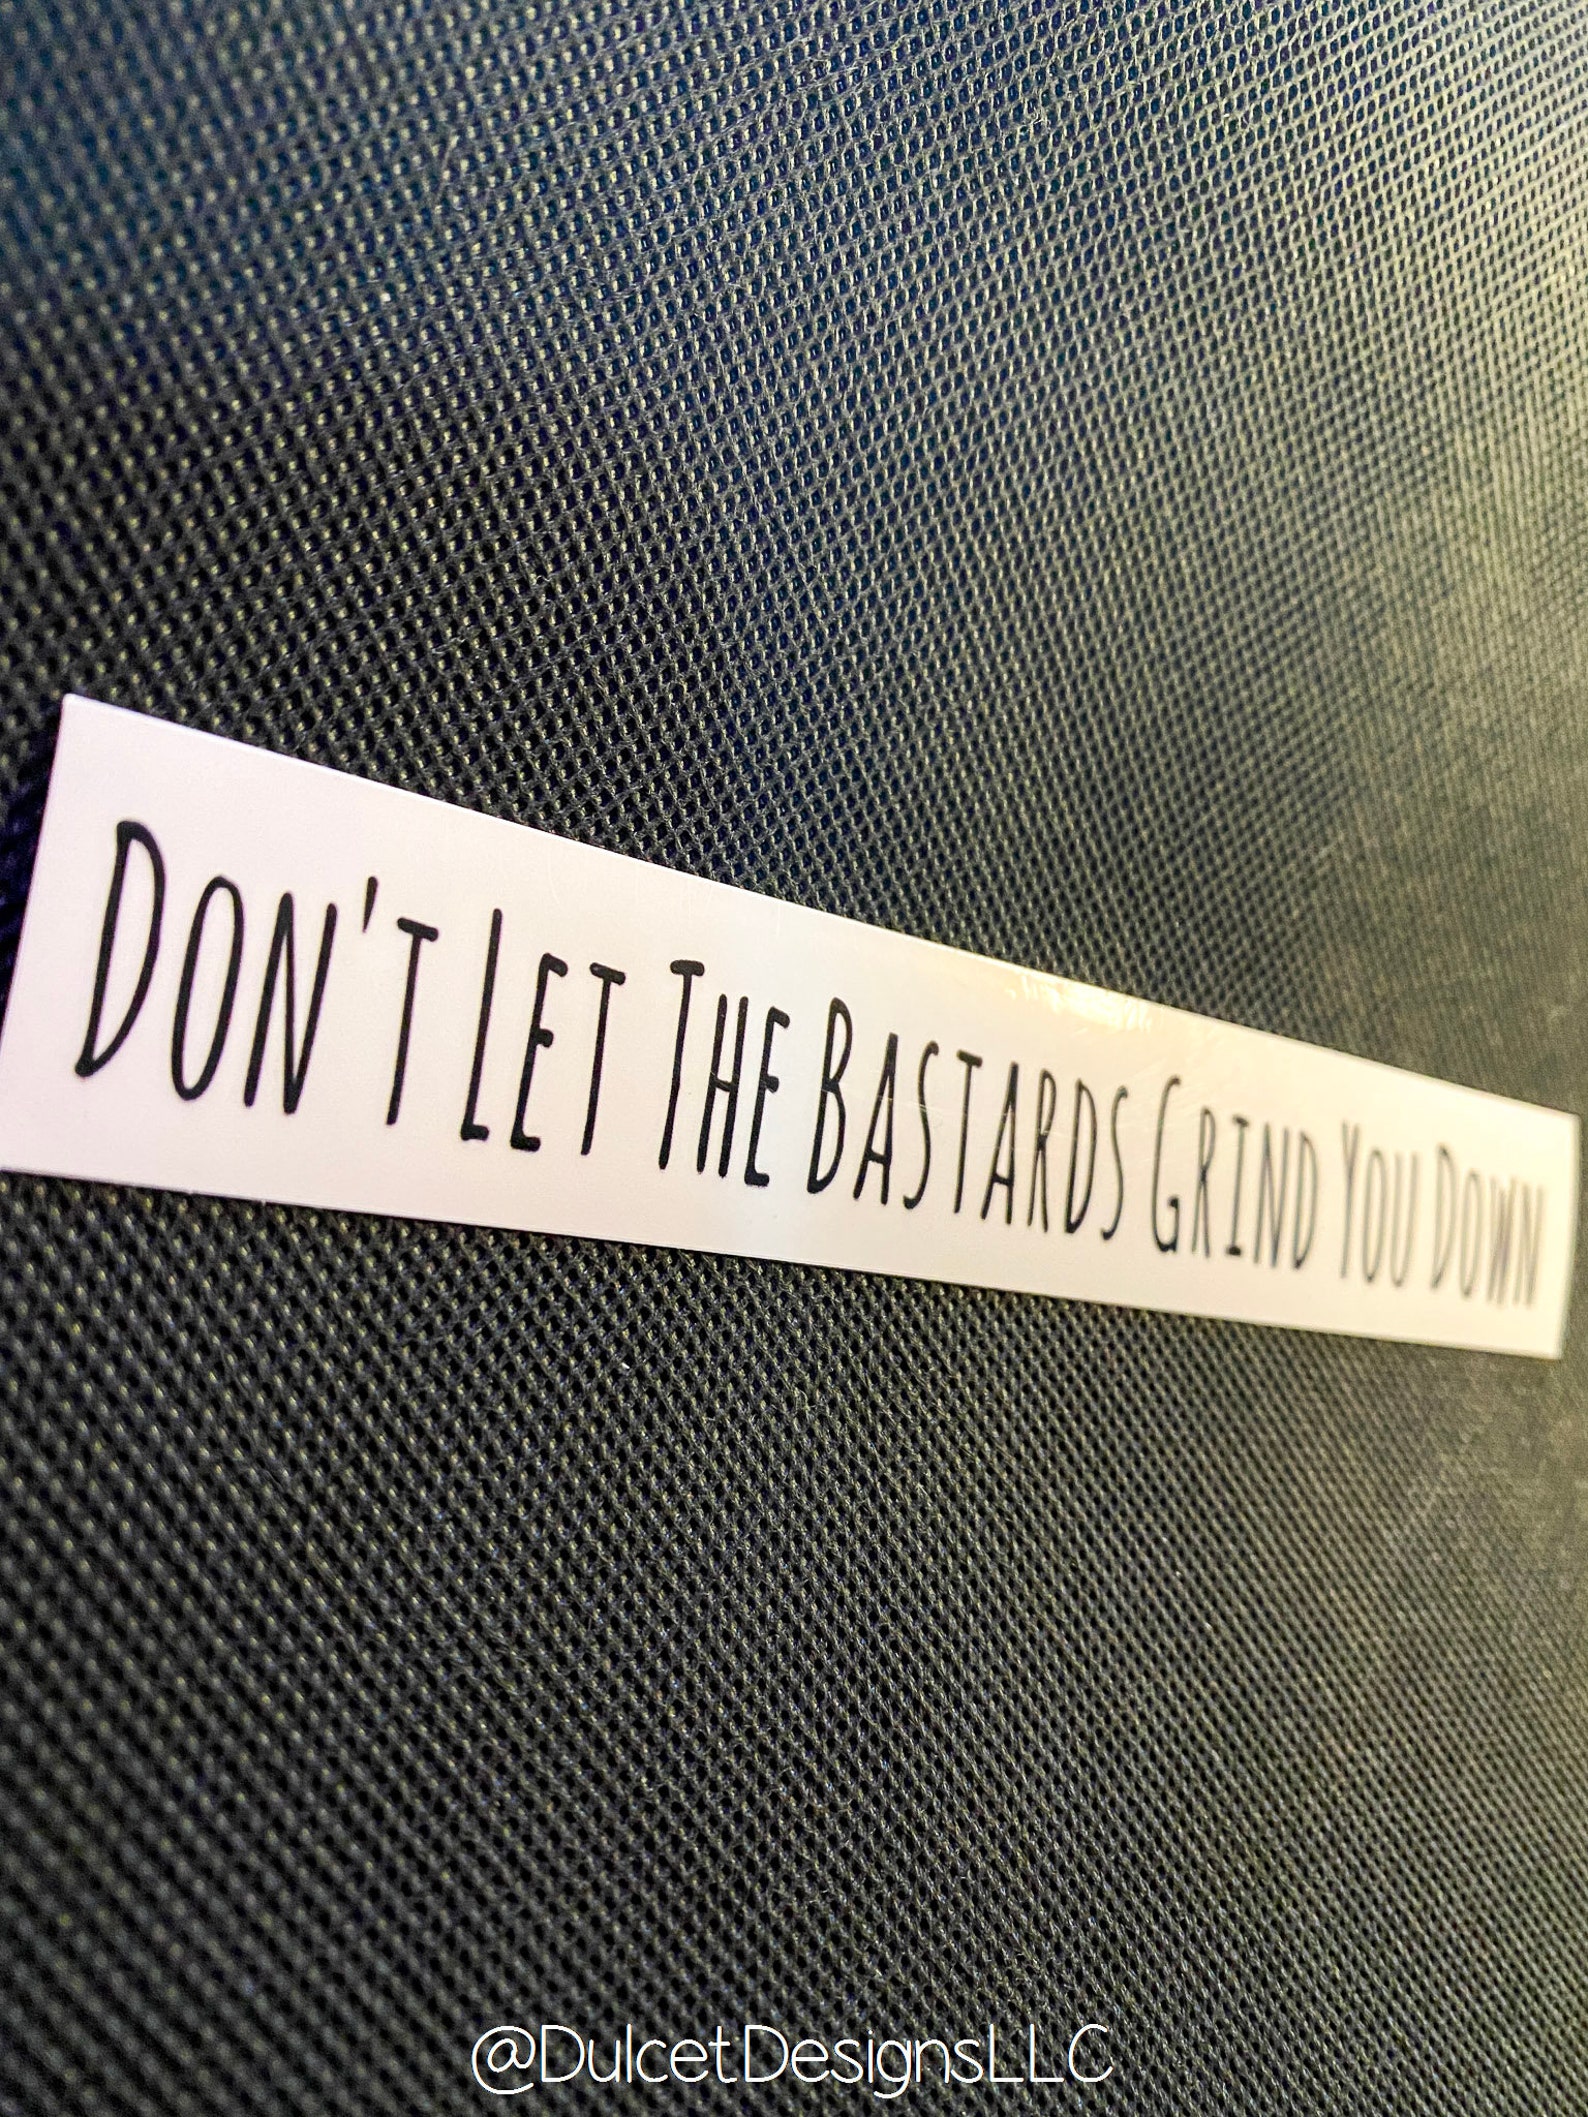 Don't Let The Bastards Grind You Down
@DulcetDesignsLLC